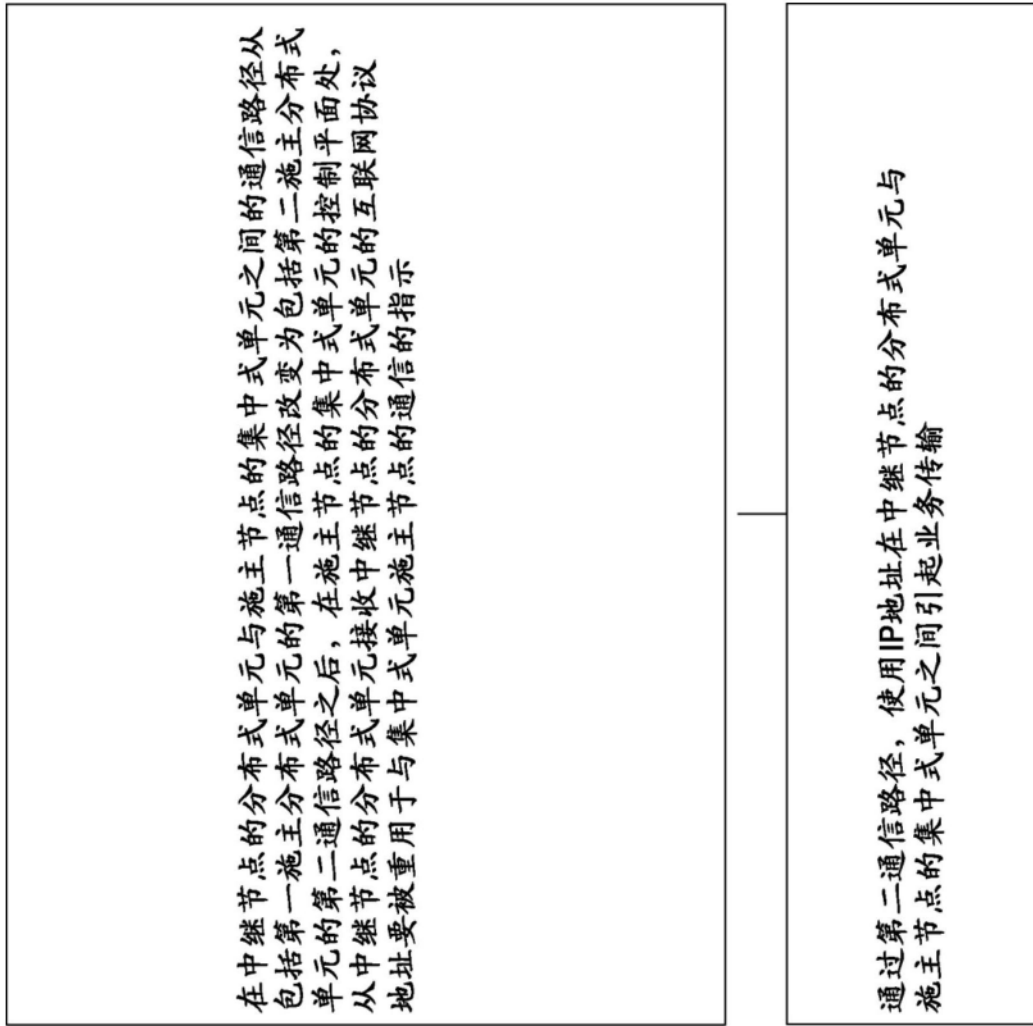 在中继节点的分布式单元与施主节点的集中式单元之间的通信路径从
包括第一施主分布式单元的第一通信路径改变为包括第二施主分布式
单元的第二通信路径之后，在施主节点的集中式单元的控制平面处，
从中继节点的分布式单元接收中继节点的分布式单元的互联网协议
地址要被重用于与集中式单元施主节点的通信的指示
通过第二通信路径，使用IP地址在中继节点的分布式单元与
施主节点的集中式单元之间引起业务传输